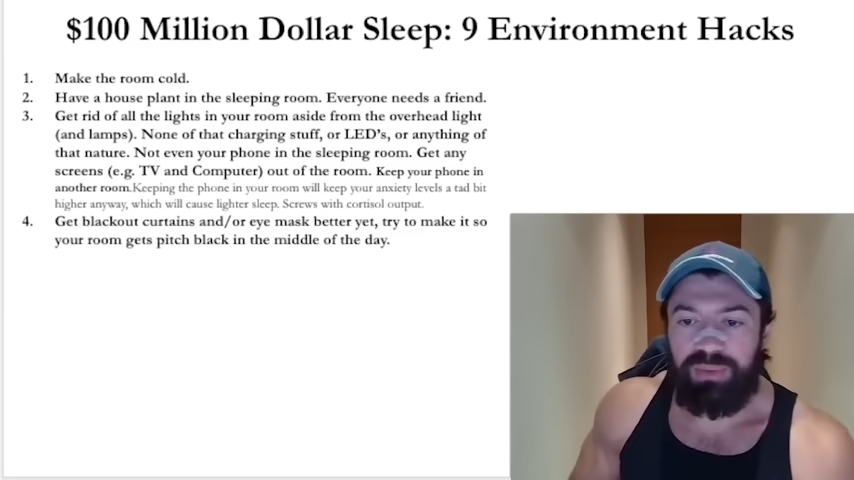 $100 Million Dollar Sleep: 9 Environment Hacks
1. Make the room cold.
2. Have a house plant in the sleeping room. Everyone needs a friend.
3. Get rid of all the lights in your room aside from the overhead light
(and lamps). None of that charging stuff, or LED's, or anything of
that nature. Not even your phone in the sleeping room. Get any
screens (e.g. TV and Computer) out of the room. Keep your phone in
another room.Keeping the phone in your room will keep your anxiety levels a tad bit
higher anyway, which will cause lighter sleep. Screws with cortisol output.
4. Get blackout curtains and/or eye mask better yet, try to make it so
your room gets pitch black in the middle of the day.